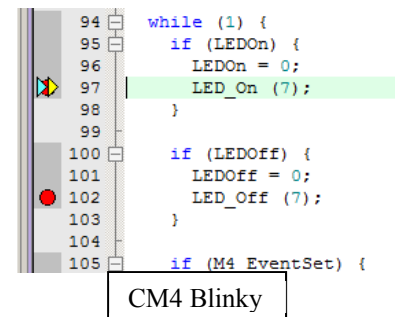 94 while (1) {
95 if (LEDOn) {
96 LEDOn = 0;
97 LED_On (7);
98 }
99
100 if (LEDOff) {
101 LEDOff = 0;
102 LED_Off (7);
103 }
104
105 if (M4_EventSet) {
CM4 Blinky